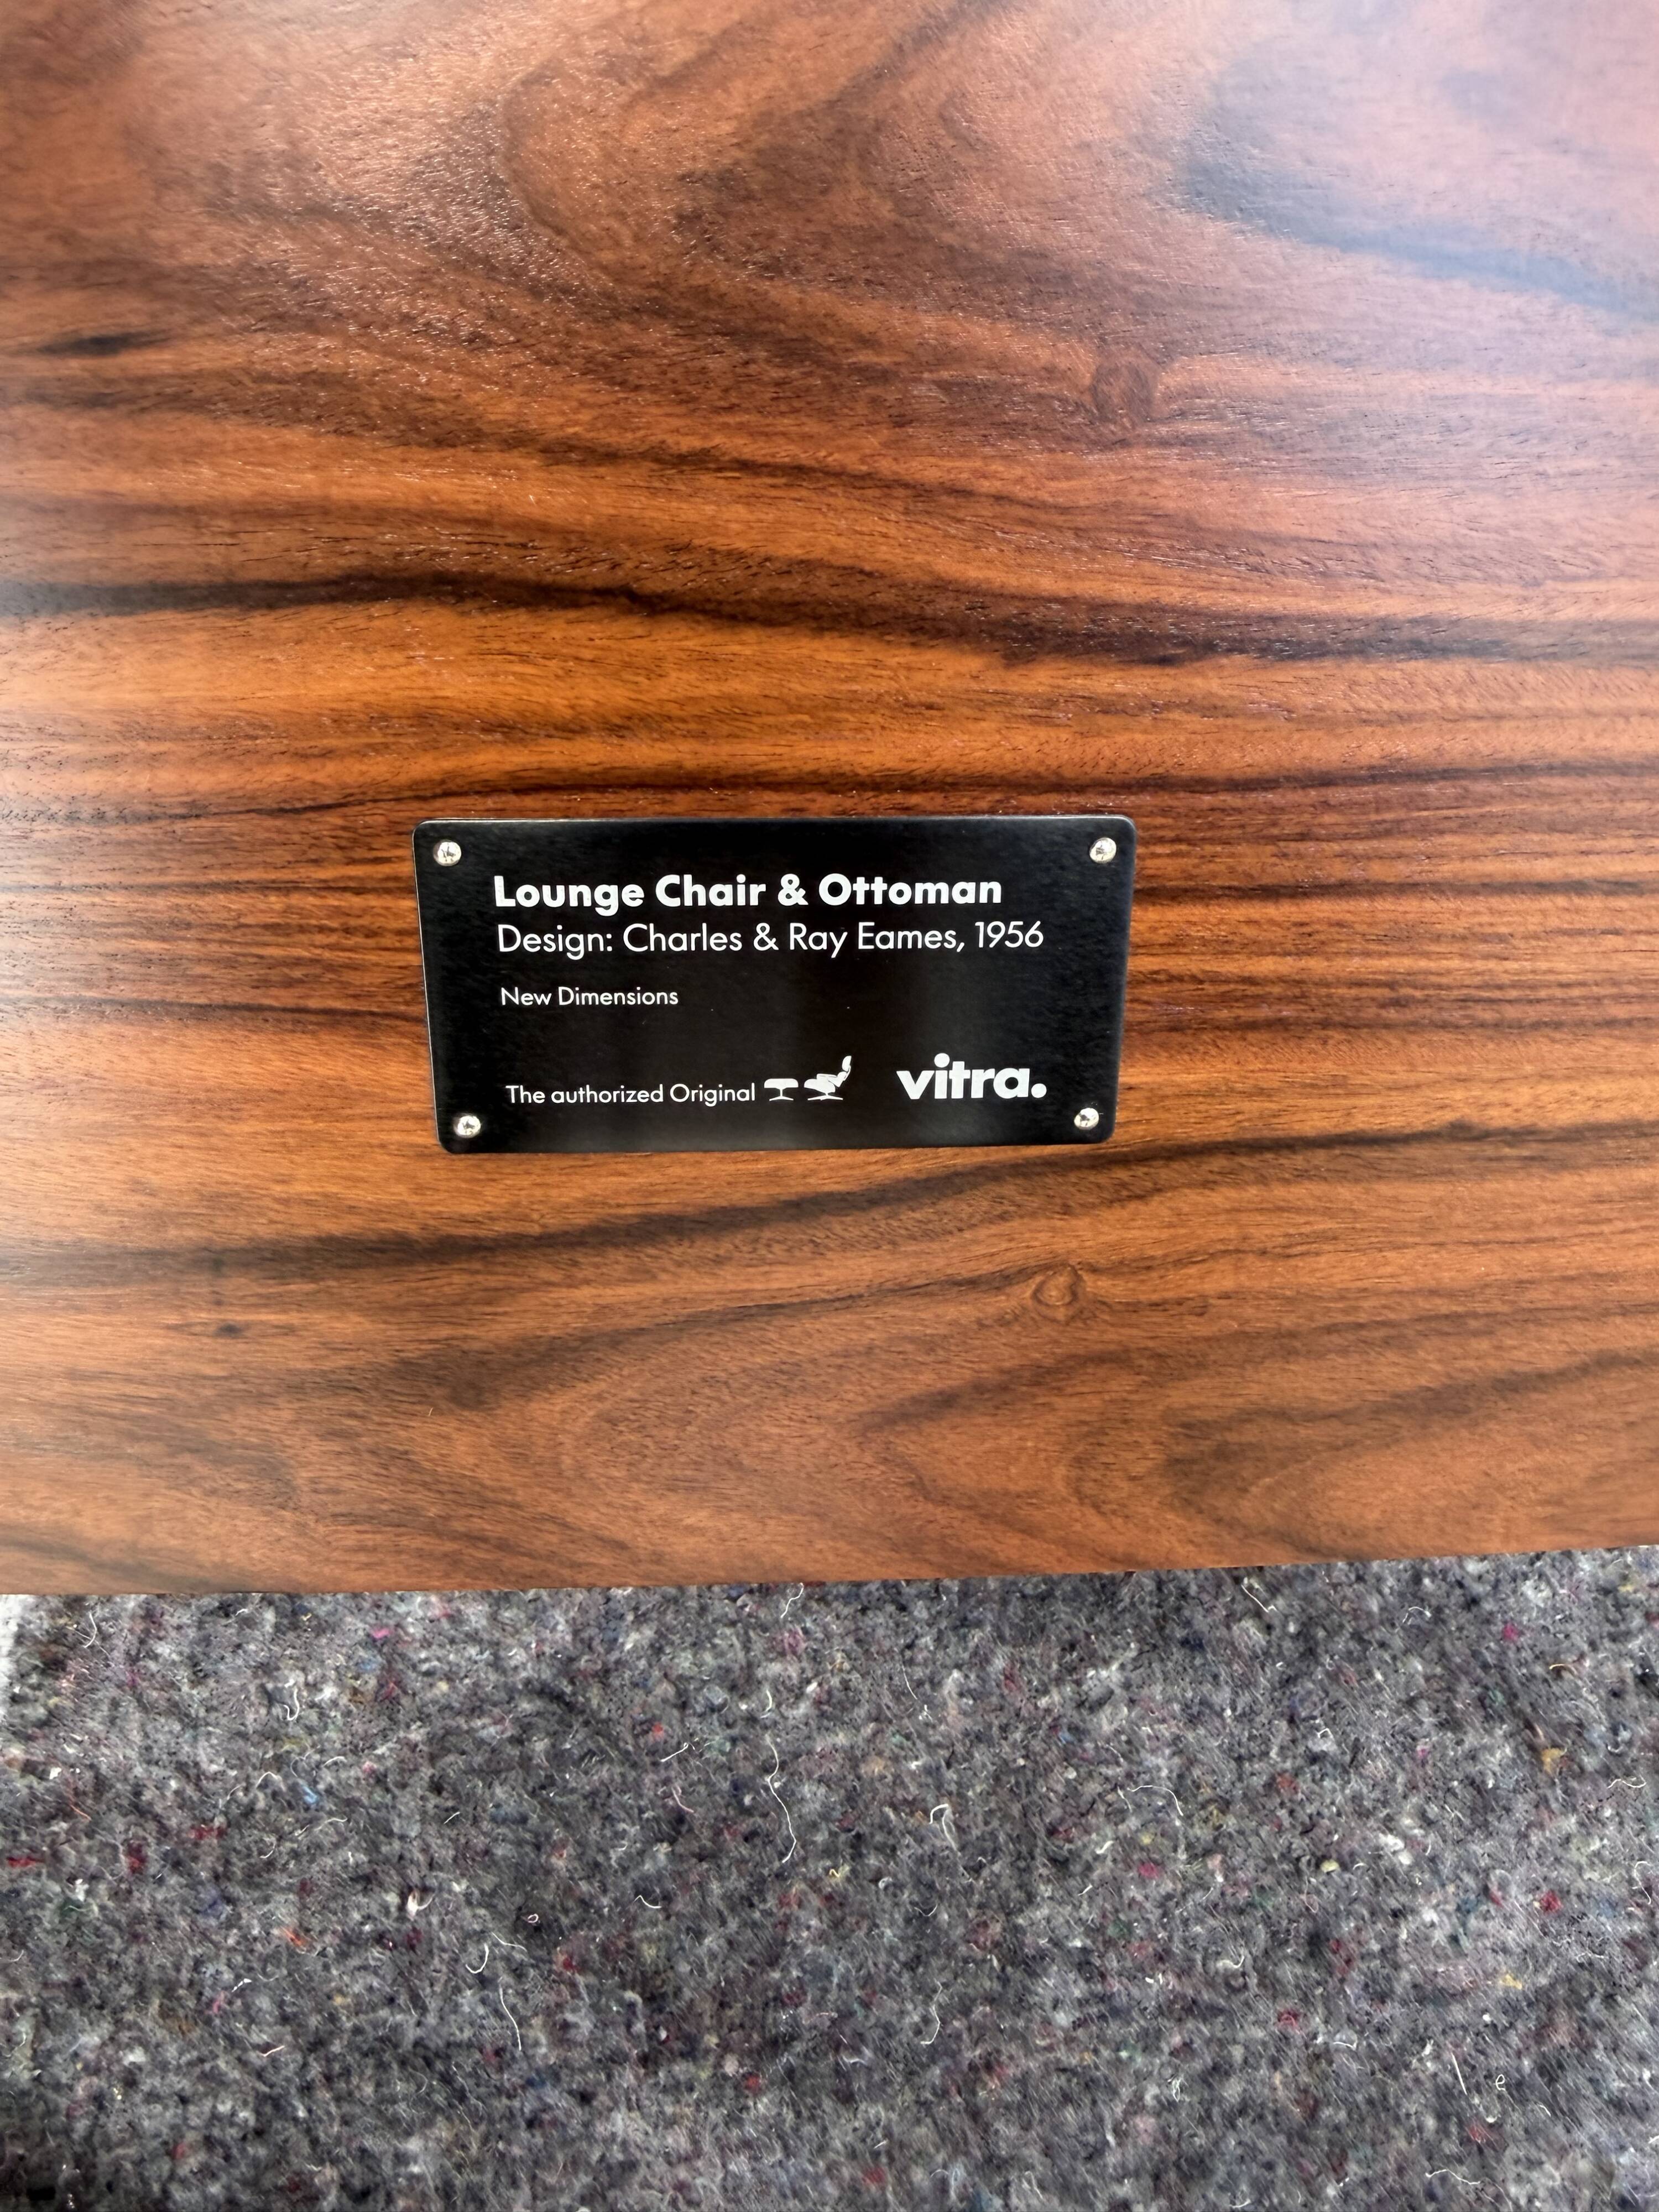 Lounge Chair & Ottoman
Design: Charles & Ray Eames, 1956
New Dimensions
The authorized Original
vitra.